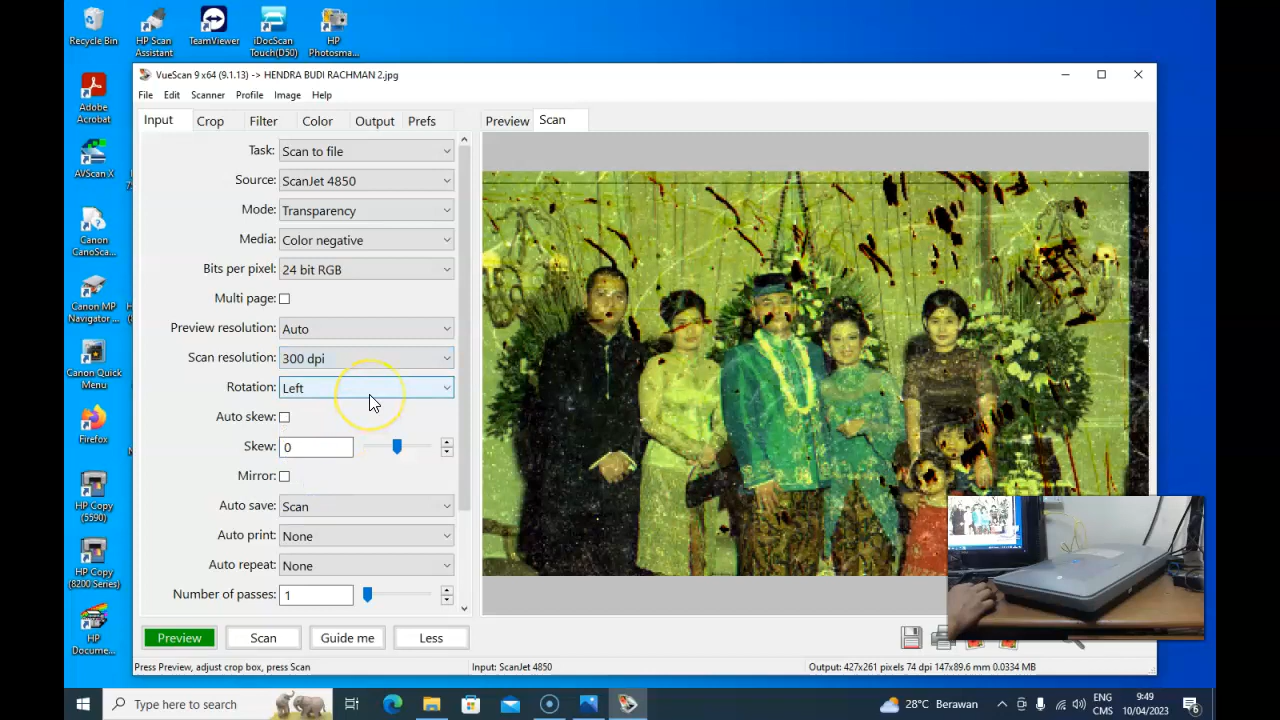 Recycle Bin
HP Scan
Assistant
TeamViewer
iDocScan
Touch(D50)
HP
Photosma...
Adobe
Acrobat
AVScan X
Canon
CanoSca...
Canon MP
Navigator ...
Canon Quick
Menu
Firefox
HP Copy
(5590)
HP Copy
(8200 Series)
HP
Docume...
VueScan 9 x64 (9.1.13) -> HENDRA BUDI RACHMAN 2.jpg
File Edit Scanner Profile Image Help
Input Crop Filter Color Output Prefs
Preview Scan
Task: Scan to file
Source: ScanJet 4850
Mode: Transparency
Media: Color negative
Bits per pixel: 24 bit RGB
Multi page:
Preview resolution: Auto
Scan resolution: 300 dpi
Rotation: Left
Auto skew:
Skew: 0
Mirror:
Auto save: Scan
Auto print: None
Auto repeat: None
Number of passes: 1
Preview Scan Guide me Less
Press Preview, adjust crop box, press Scan
Input: ScanJet 4850
Output: 427x261 pixels 74 dpi 147x89.6 mm 0.0334 MB
Type here to search
28°C Berawan
ENG
CMS
9:49
10/04/2023
6